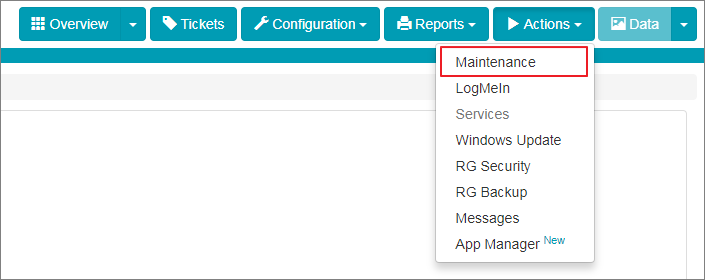 Overview Tickets Configuration Reports Actions Data
Maintenance
LogMeIn
Services
Windows Update
RG Security
RG Backup
Messages
App Manager New